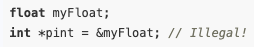 float myFloat;
int *pint = &myFloat; // Illegal!